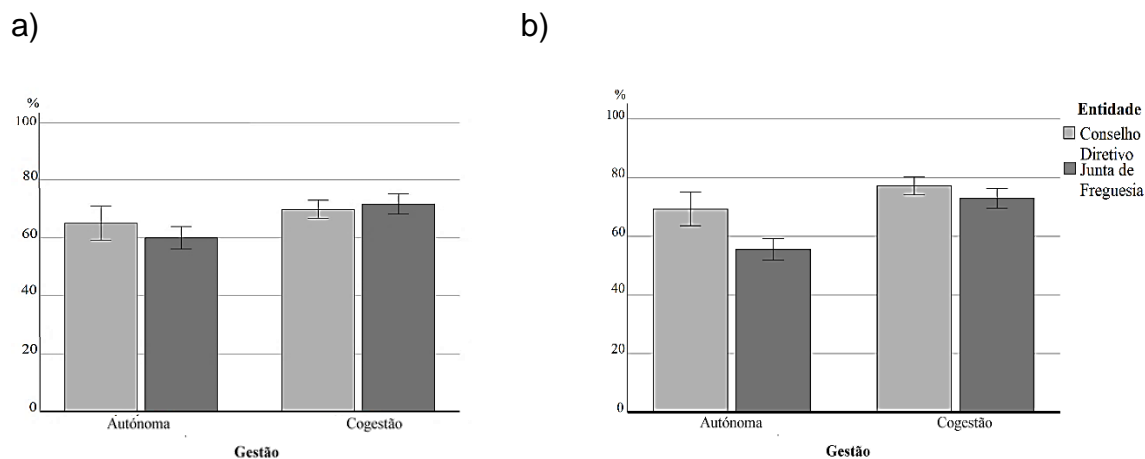 a)
%
100
80
60
40
20
0
Autónoma Cogestão
Gestão
b)
%
100
80
60
40
20
0
Autónoma Cogestão
Gestão
Entidade
Conselho
Diretivo
Junta de
Freguesia